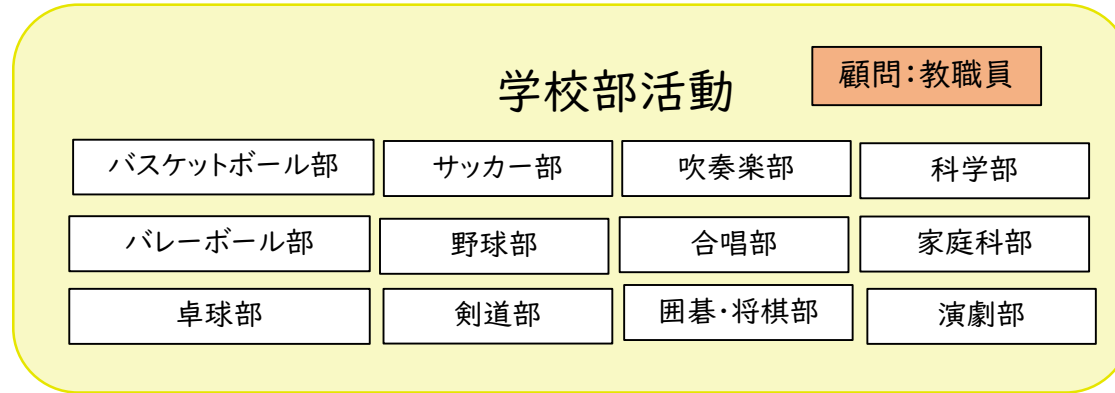 学校部活動
顧問:教職員
バスケットボール部
サッカー部
吹奏楽部
科学部
バレーボール部
野球部
合唱部
家庭科部
卓球部
剣道部
囲碁・将棋部
演劇部